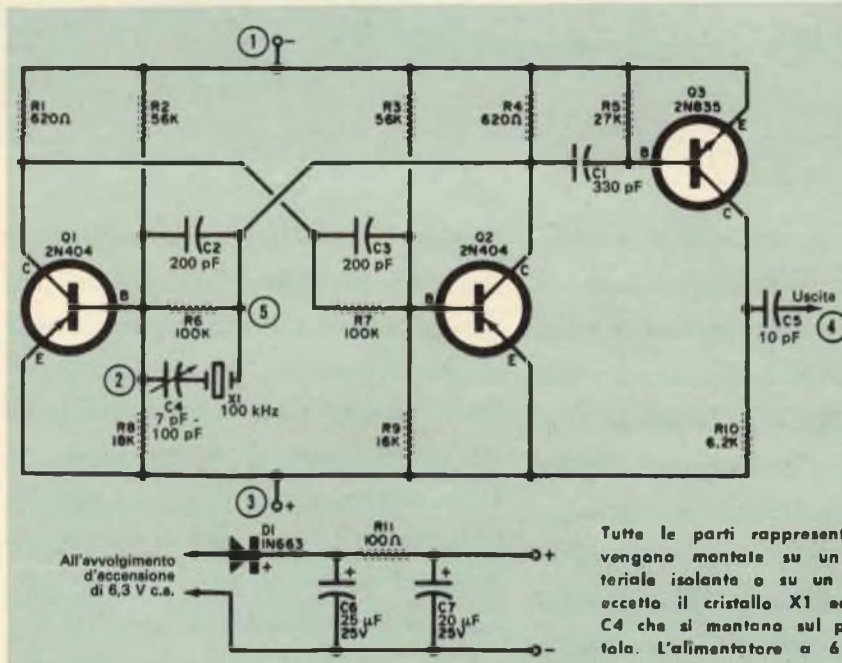 1
-
R1
620Ω
R2
56K
R3
56K
R4
620Ω
R5
27K
Q3
2N835
E
B
C
C1
330 pF
Q1
2N404
C
B
E
C2
200 pF
C3
200 pF
Q2
2N404
C
B
E
R6
100K
5
R7
100K
Uscita
4
C5
10 pF
2
C4
7 pF -
100 pF
X1
100 kHz
R8
18K
R9
16K
R10
6,2K
3
+
All'avvolgimento
d'accensione
di 6,3 V c.a.
D1
1N663
+
R11
100Ω
+
+
+
C6
25 µF
25V
C7
20 µF
25V
-
Tutte le parti rappresent
vengono montate su un
teriale isolante o su un
eccetto il cristallo X1 e
C4 che si montano sul p
tola. L'alimentatore a 6